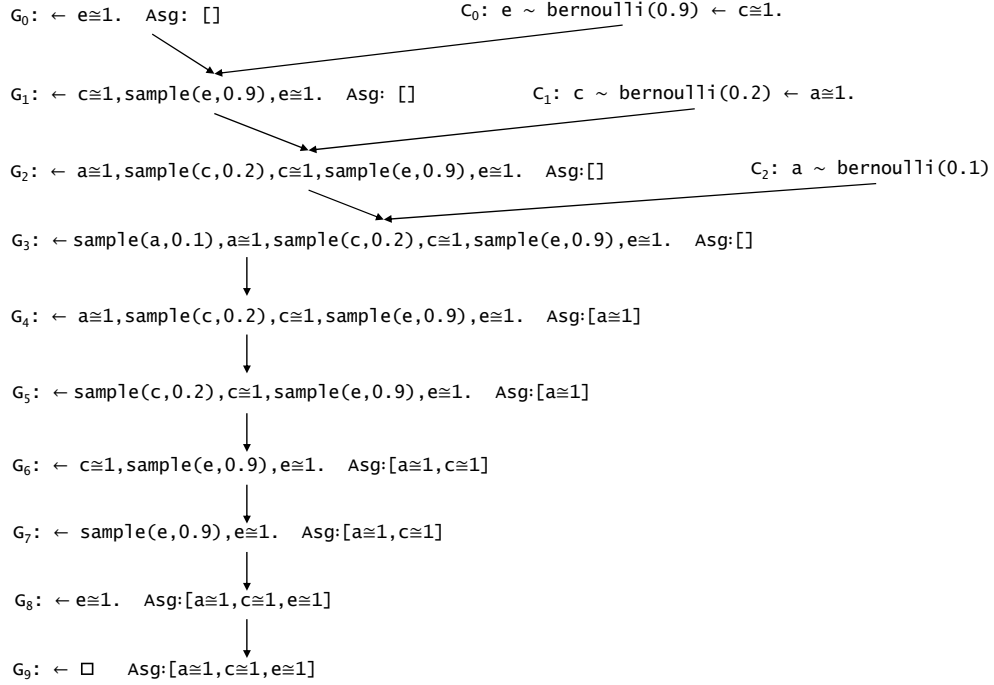 G₀: ← e≅1. Asg: []
C₀: e ~ bernoulli(0.9) ← c≅1.
G₁: ← c≅1,sample(e,0.9),e≅1. Asg: []
C₁: c ~ bernoulli(0.2) ← a≅1.
G₂: ← a≅1,sample(c,0.2),c≅1,sample(e,0.9),e≅1. Asg:[]
C₂: a ~ bernoulli(0.1)
G₃: ← sample(a,0.1),a≅1,sample(c,0.2),c≅1,sample(e,0.9),e≅1. Asg:[]
G₄: ← a≅1,sample(c,0.2),c≅1,sample(e,0.9),e≅1. Asg:[a≅1]
G₅: ← sample(c,0.2),c≅1,sample(e,0.9),e≅1. Asg:[a≅1]
G₆: ← c≅1,sample(e,0.9),e≅1. Asg:[a≅1,c≅1]
G₇: ← sample(e,0.9),e≅1. Asg:[a≅1,c≅1]
G₈: ← e≅1. Asg:[a≅1,c≅1,e≅1]
G₉: ← □ Asg:[a≅1,c≅1,e≅1]